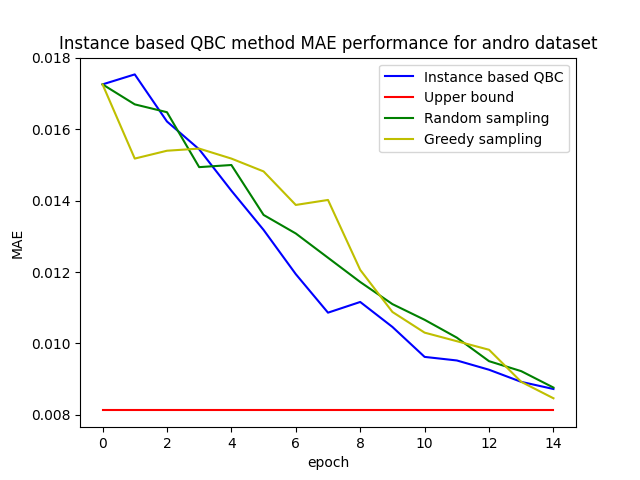 Instance based QBC method MAE performance for andro dataset
Instance based QBC
Upper bound
Random sampling
Greedy sampling
MAE
0.018
0.016
0.014
0.012
0.010
0.008
0 2 4 6 8 10 12 14
epoch